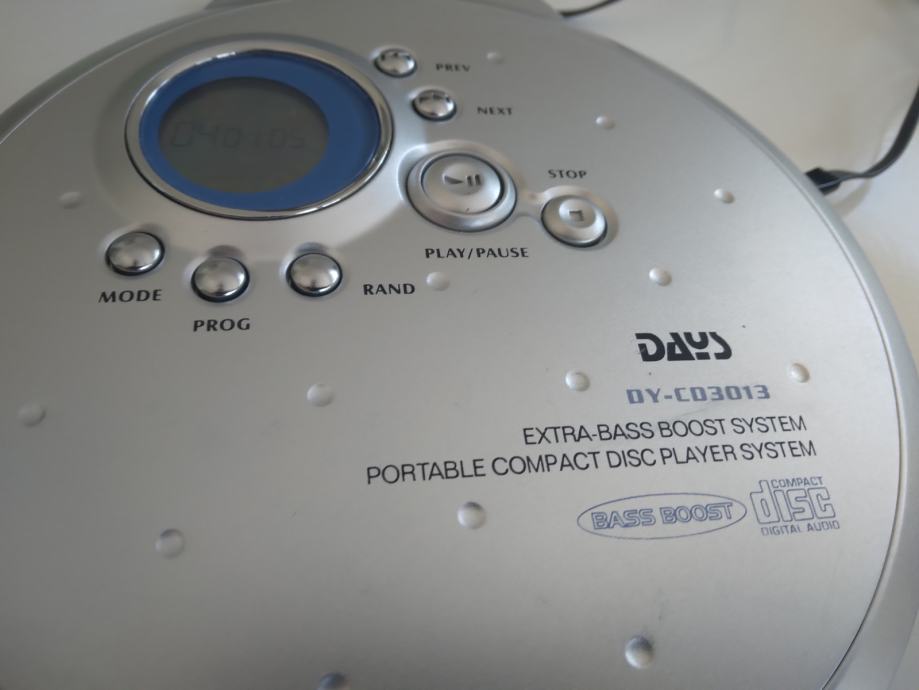 PREV
NEXT
040105
STOP
PLAY/PAUSE
MODE
RAND
PROG
DAYS
DY-CD3013
EXTRA-BASS BOOST SYSTEM
PORTABLE COMPACT DISC PLAYER SYSTEM
BASS BOOST
COMPACT
disc
DIGITAL AUDIO